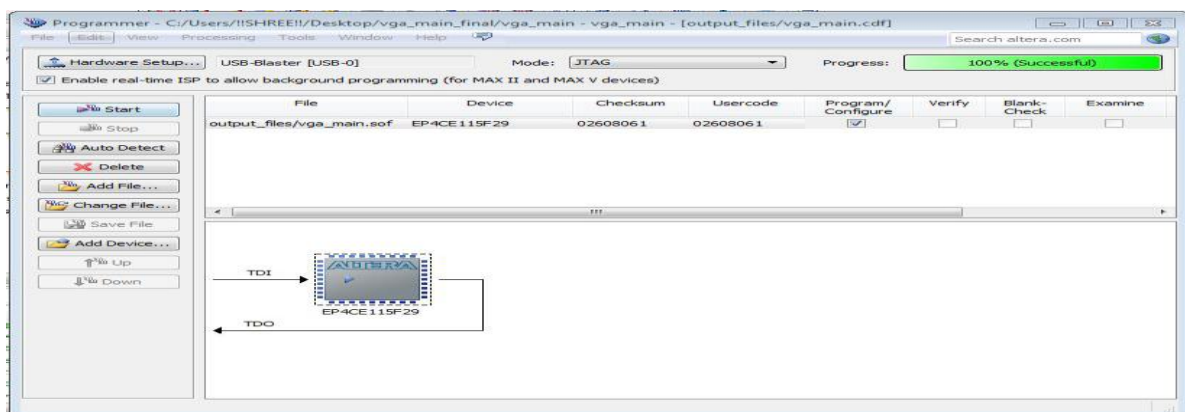 Programmer - C:/Users/!!SHREE!!/Desktop/vga_main_final/vga_main - vga_main - [output_files/vga_main.cdf]
File Edit View Processing Tools Window Help
Search altera.com
Hardware Setup... USB-Blaster [USB-0] Mode: JTAG Progress: 100% (Successful)
Enable real-time ISP to allow background programming (for MAX II and MAX V devices)
Start
Stop
Auto Detect
Delete
Add File...
Change File...
Save File
Add Device...
Up
Down
File Device Checksum Usercode Program/ Verify Blank- Examine
Configure Check
output_files/vga_main.sof EP4CE115F29 02608061 02608061
TDI
ALTERA
EP4CE115F29
TDO